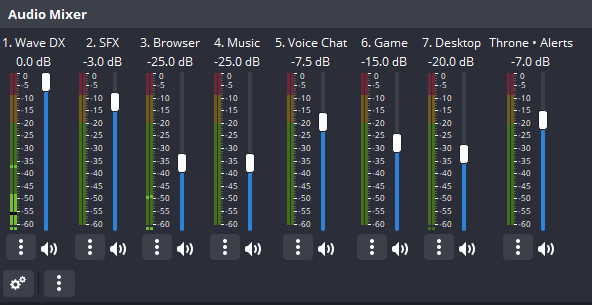 Audio Mixer
1. Wave DX 2. SFX 3. Browser 4. Music 5. Voice Chat 6. Game 7. Desktop Throne • Alerts
0.0 dB -3.0 dB -25.0 dB -25.0 dB -7.5 dB -15.0 dB -20.0 dB -7.0 dB
0 0 0 0 0 0 0 0
-5 -5 -5 -5 -5 -5 -5 -5
-10 -10 -10 -10 -10 -10 -10 -10
-15 -15 -15 -15 -15 -15 -15 -15
-20 -20 -20 -20 -20 -20 -20 -20
-25 -25 -25 -25 -25 -25 -25 -25
-30 -30 -30 -30 -30 -30 -30 -30
-35 -35 -35 -35 -35 -35 -35 -35
-40 -40 -40 -40 -40 -40 -40 -40
-45 -45 -45 -45 -45 -45 -45 -45
-50 -50 -50 -50 -50 -50 -50 -50
-55 -55 -55 -55 -55 -55 -55 -55
-60 -60 -60 -60 -60 -60 -60 -60